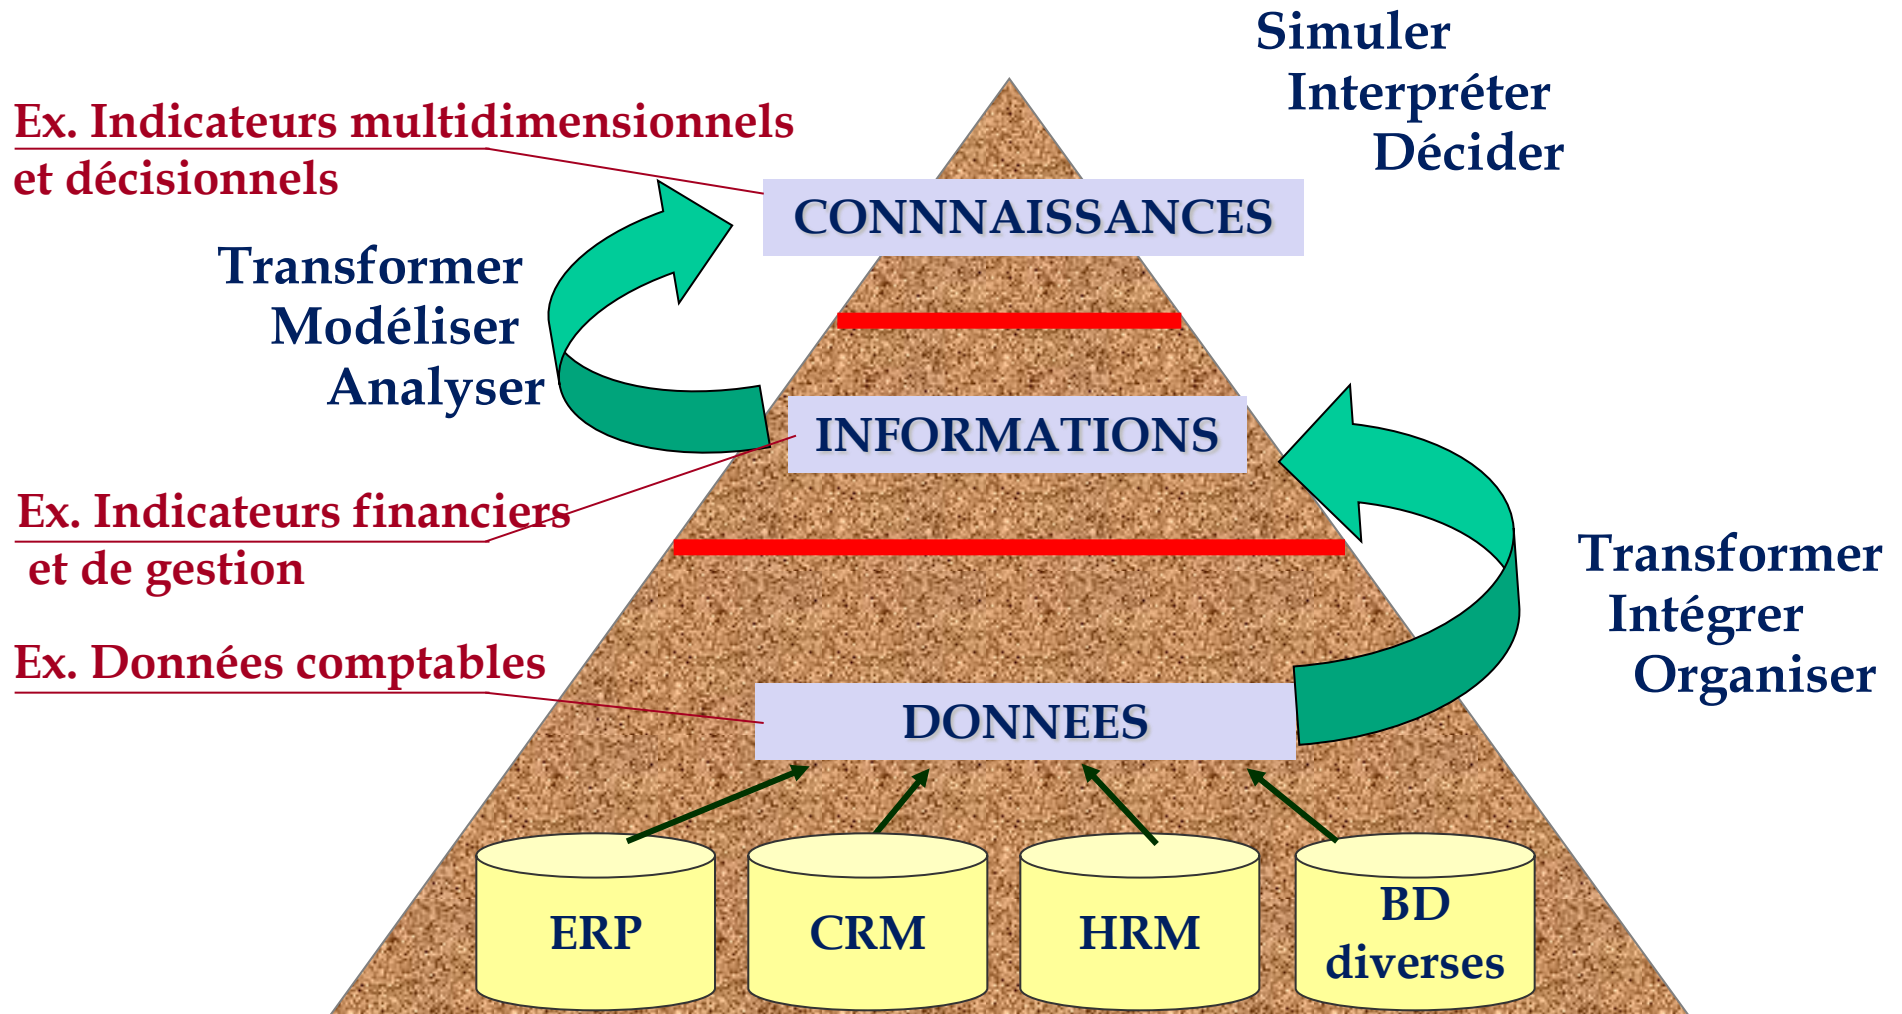 Simuler
Interpréter
Décider
Ex. Indicateurs multidimensionnels
et décisionnels
CONNNAISSANCES
Transformer
Modéliser
Analyser
INFORMATIONS
Ex. Indicateurs financiers
et de gestion
Transformer
Intégrer
Organiser
Ex. Données comptables
DONNEES
ERP
CRM
HRM
BD
diverses